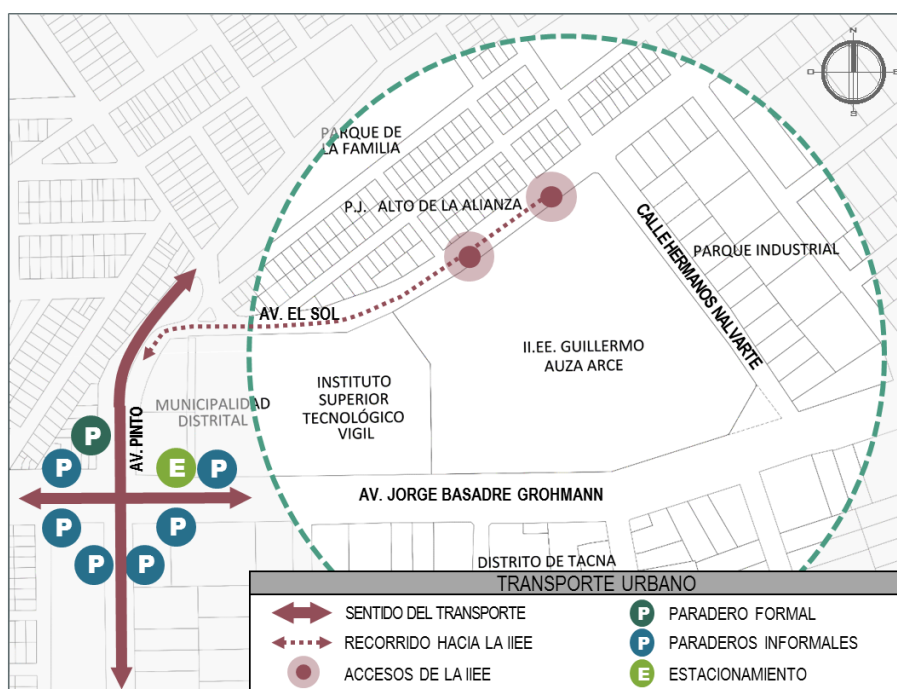 N
O
E
S
PARQUE DE
LA FAMILIA
P.J. ALTO DE LA ALIANZA
CALLE HERMANOS NALVARTE
PARQUE INDUSTRIAL
AV. EL SOL
II.EE. GUILLERMO
AUZA ARCE
INSTITUTO
SUPERIOR
TECNOLÓGICO
VIGIL
MUNICIPALIDAD
DISTRITAL
AV. PINTO
P
P
E
P
AV. JORGE BASADRE GROHMANN
P
P
P
P
DISTRITO DE TACNA
TRANSPORTE URBANO
SENTIDO DEL TRANSPORTE
P PARADERO FORMAL
RECORRIDO HACIA LA IIEE
P PARADEROS INFORMALES
ACCESOS DE LA IIEE
E ESTACIONAMIENTO